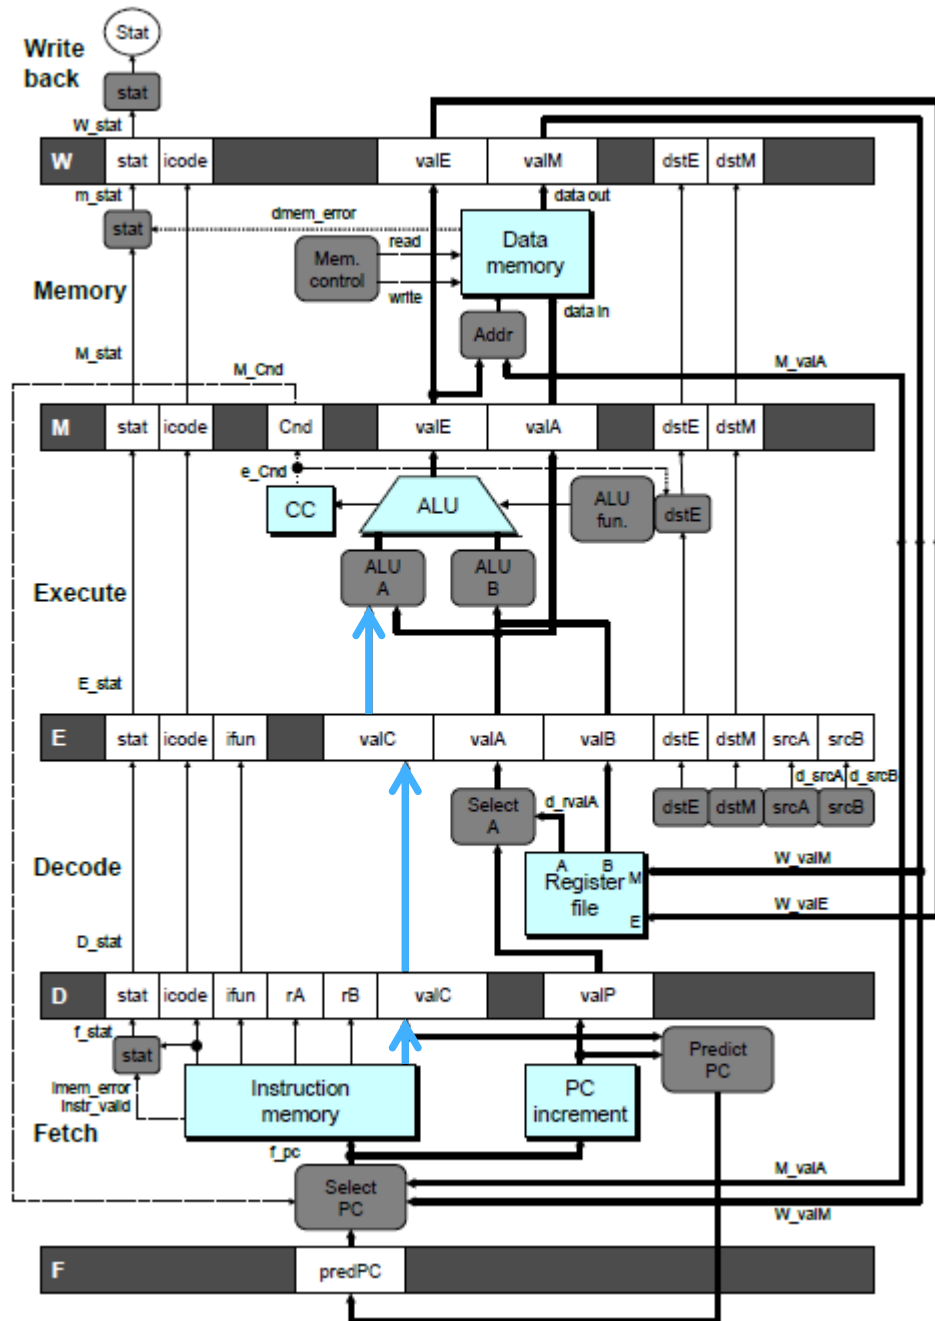 Stat
Write
back
stat
W_stat
W stat icode valE valM dstE dstM
m_stat
data out
dmem_error
stat
read
Data
memory
Mem.
control
write
Memory
data in
Addr
M_stat
M_valA
M_Cnd
M stat icode Cnd valE valA dstE dstM
e_Cnd
CC
ALU
ALU
fun.
dstE
ALU
A
ALU
B
Execute
E_stat
E stat icode ifun valC valA valB dstE dstM srcA srcB
d_srcA
d_srcB
Select
A
d_rvalA
dstE dstM srcA srcB
Decode
A B
M
Register
file
E
W_valM
W_valE
D_stat
D stat icode ifun rA rB valC valP
f_stat
stat
Predict
PC
Imem_error
Instr_valid
Instruction
memory
PC
increment
Fetch
f_pc
M_valA
Select
PC
W_valM
F predPC